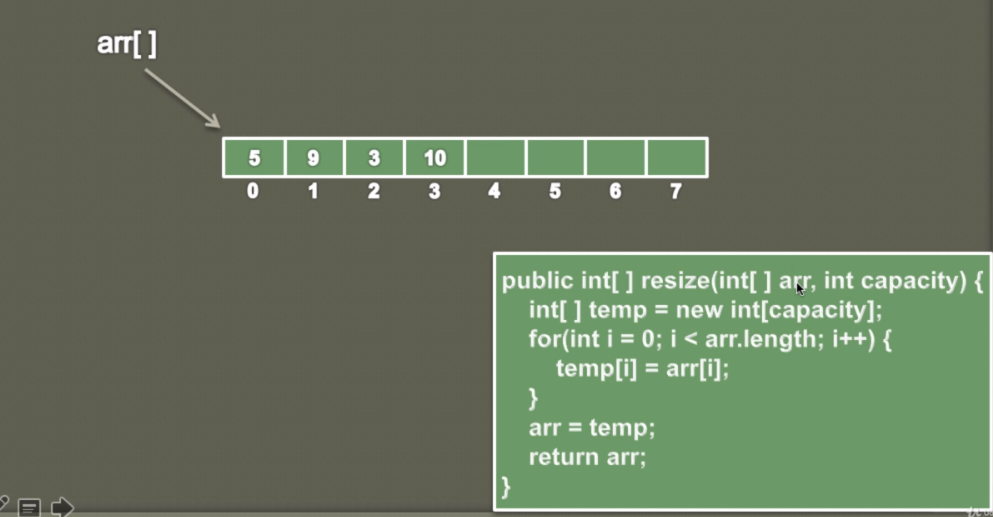 arr[ ]
5 9 3 10
0 1 2 3 4 5 6 7
public int[ ] resize(int[ ] arr, int capacity) {
int[ ] temp = new int[capacity];
for(int i = 0; i < arr.length; i++) {
temp[i] = arr[i];
}
arr = temp;
return arr;
}